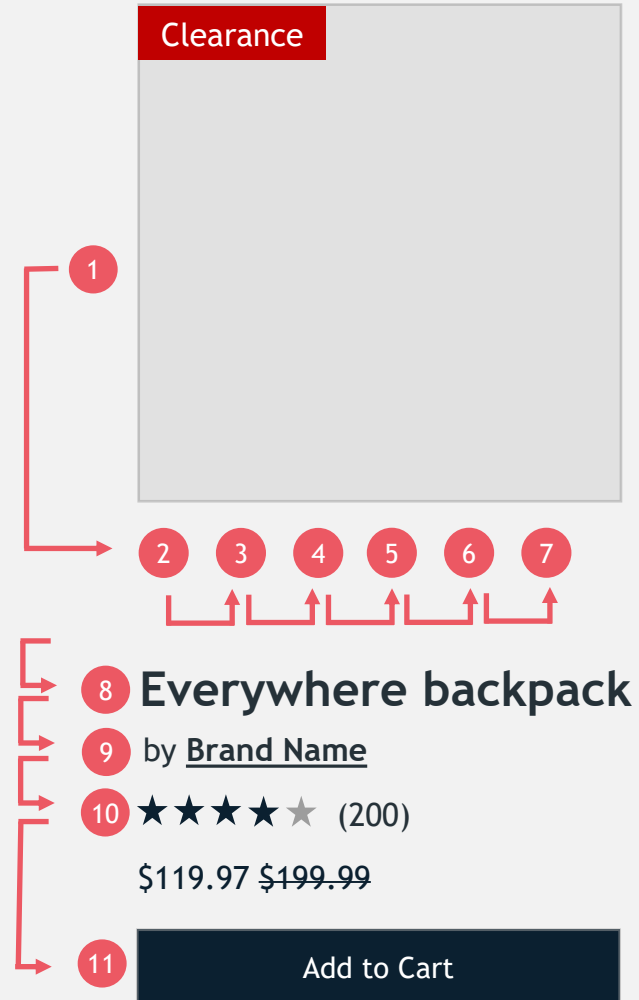 Clearance
1
2 3 4 5 6 7
8 Everywhere backpack
9 by Brand Name
10 ★★★★★ (200)
$119.97 $199.99
11 Add to Cart